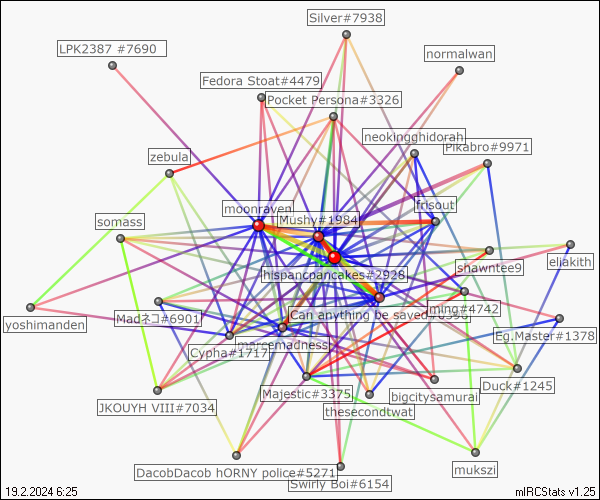 Silver#7938
LPK2387 #7690
normalwan
Fedora Stoat#4479
Pocket Persona#3326
neokingghidorah
Pikabro#9971
zebula
moonraven
frisout
Mushy#1984
somass
hispancpancakes#2928
shawntee9
eljakith
yoshimanden
Madネコ#6901
Can anything be saved
ming#4742
Eg.Master#1378
marcemadness
Cypha#1717
Majestic#3375
Duck#1245
bigcitysamurai
JKOUYH VIII#7034
thesecondtwat
DacobDacob hORNY police#5271
mukszi
Swirly Boi#6154
19.2.2024 6:25
mIRCStats v1.25